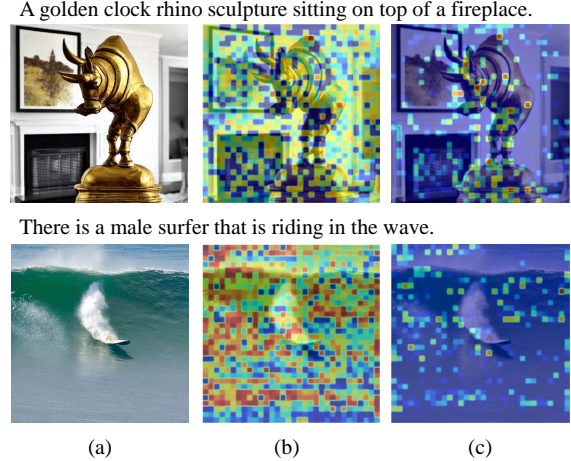 A golden clock rhino sculpture sitting on top of a fireplace.
There is a male surfer that is riding in the wave.
(a) (b) (c)